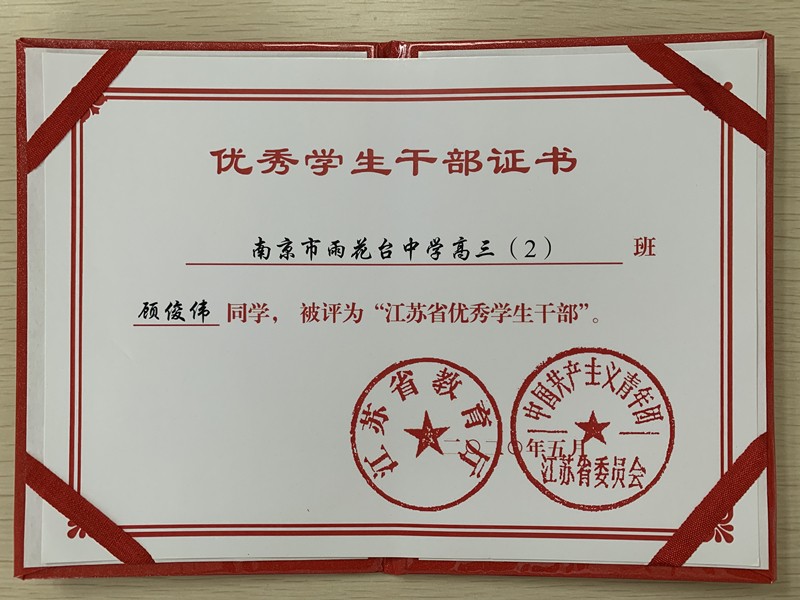 优秀学生干部证书
南京市雨花台中学高三（2） 班
顾俊伟 同学， 被评为“江苏省优秀学生干部”。
江苏省教育厅
中国共产主义青年团
江苏省委员会
二〇一〇年五月